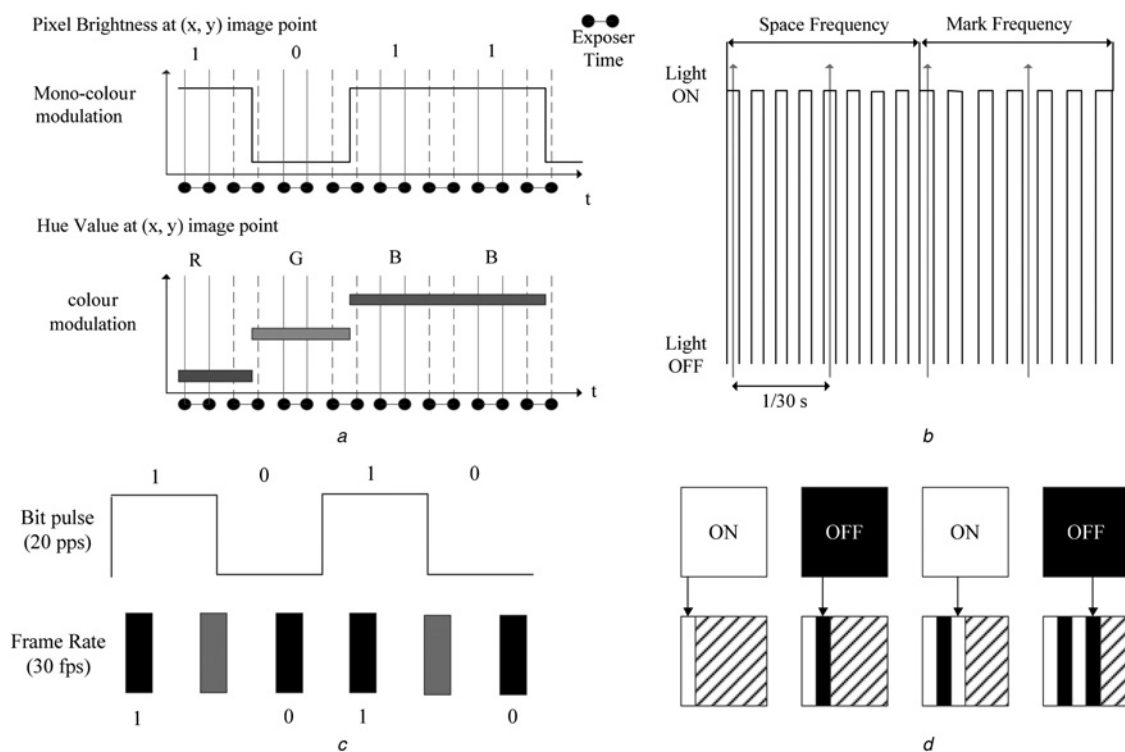 Pixel Brightness at (x, y) image point
1 0 1 1
Mono-colour
modulation
t
Exposer
Time
Hue Value at (x, y) image point
R G B B
colour
modulation
t
a
Space Frequency Mark Frequency
Light
ON
Light
OFF
1/30 s
b
1 0 1 0
Bit pulse
(20 pps)
Frame Rate
(30 fps)
1 0 1 0
c
ON OFF ON OFF
d